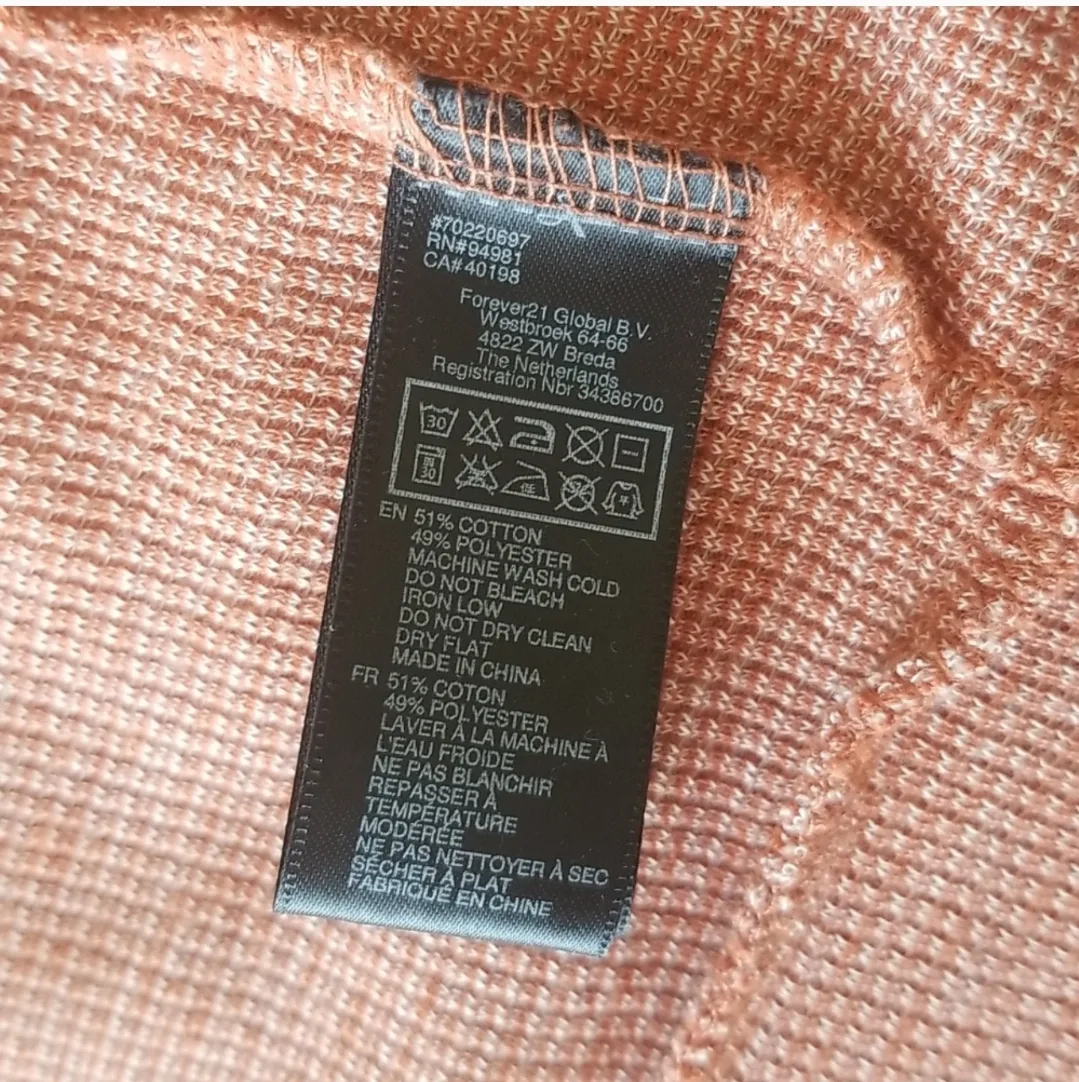 #70220697
RN#94981
CA#40198
Forever21 Global B.V.
Westbroek 64-66
4822 ZW Breda
The Netherlands
Registration Nbr 34386700
30
30
低
EN 51% COTTON
49% POLYESTER
MACHINE WASH COLD
DO NOT BLEACH
IRON LOW
DO NOT DRY CLEAN
DRY FLAT
MADE IN CHINA
FR 51% COTON
49% POLYESTER
LAVER À LA MACHINE À
L'EAU FROIDE
NE PAS BLANCHIR
REPASSER À
TEMPÉRATURE
MODÉRÉE
NE PAS NETTOYER À SEC
SÉCHER À PLAT
FABRIQUÉ EN CHINE